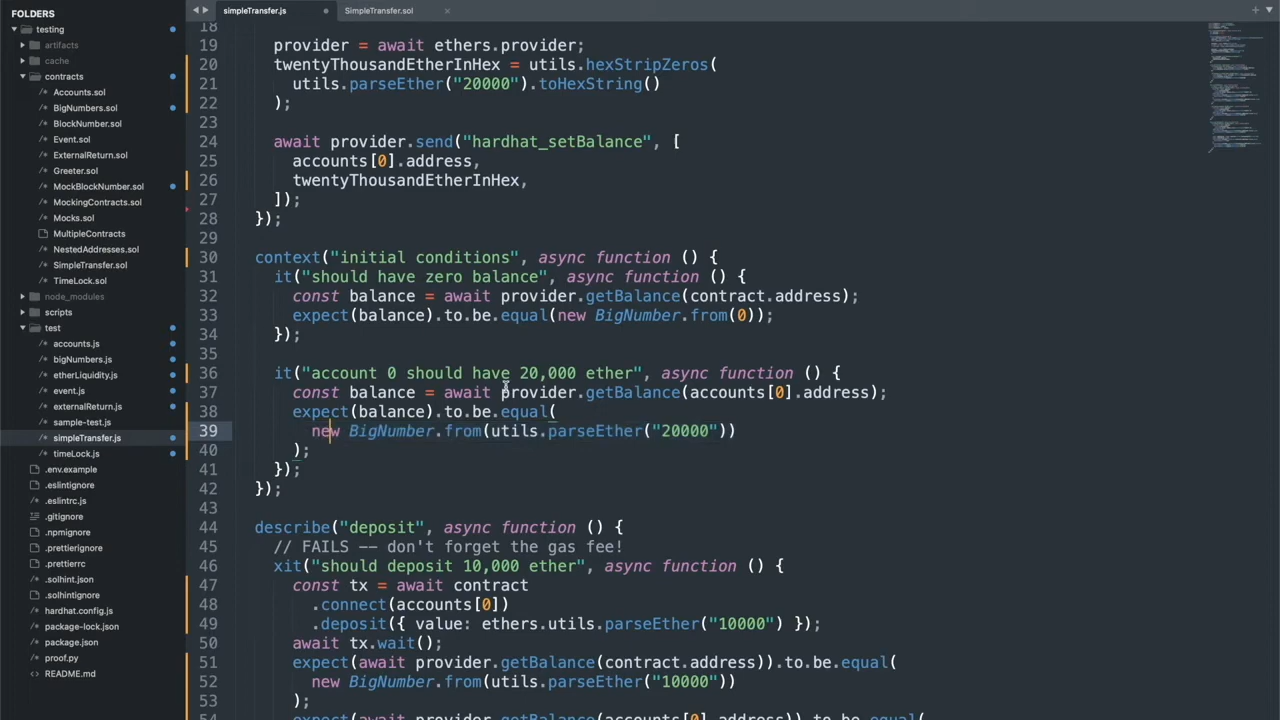 FOLDERS
testing
artifacts
cache
contracts
Accounts.sol
BigNumbers.sol
BlockNumber.sol
Event.sol
ExternalReturn.sol
Greeter.sol
MockBlockNumber.sol
MockingContracts.sol
Mocks.sol
MultipleContracts
NestedAddresses.sol
SimpleTransfer.sol
TimeLock.sol
node_modules
scripts
test
accounts.js
bigNumbers.js
etherLiquidity.js
event.js
externalReturn.js
sample-test.js
simpleTransfer.js
timeLock.js
.env.example
.eslintignore
.eslintrc.js
.gitignore
.npmignore
.prettierignore
.prettierrc
.solhint.json
.solhintignore
hardhat.config.js
package-lock.json
package.json
proof.py
README.md
simpleTransfer.js
SimpleTransfer.sol
18
19 provider = await ethers.provider;
20 twentyThousandEtherInHex = utils.hexStripZeros(
21 utils.parseEther("20000").toHexString()
22 );
23
24 await provider.send("hardhat_setBalance", [
25 accounts[0].address,
26 twentyThousandEtherInHex,
27 ]);
28 });
29
30 context("initial conditions", async function () {
31 it("should have zero balance", async function () {
32 const balance = await provider.getBalance(contract.address);
33 expect(balance).to.be.equal(new BigNumber.from(0));
34 });
35
36 it("account 0 should have 20,000 ether", async function () {
37 const balance = await provider.getBalance(accounts[0].address);
38 expect(balance).to.be.equal(
39 new BigNumber.from(utils.parseEther("20000"))
40 );
41 });
42 });
43
44 describe("deposit", async function () {
45 // FAILS -- don't forget the gas fee!
46 xit("should deposit 10,000 ether", async function () {
47 const tx = await contract
48 .connect(accounts[0])
49 .deposit({ value: ethers.utils.parseEther("10000") });
50 await tx.wait();
51 expect(await provider.getBalance(contract.address)).to.be.equal(
52 new BigNumber.from(utils.parseEther("10000"))
53 );
54 expect(await provider.getBalance(accounts[0].address)).to.be.equal(